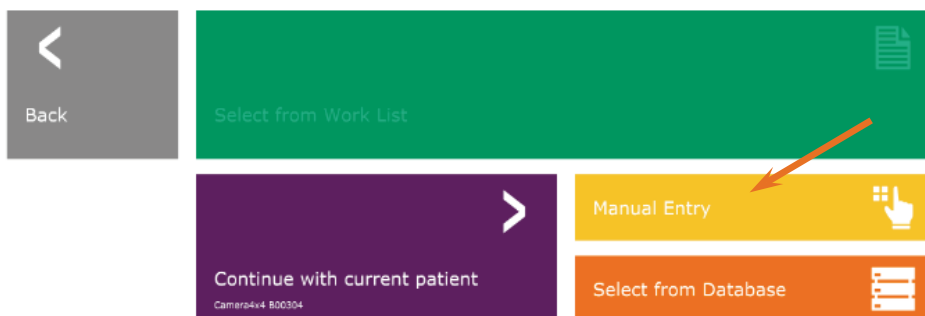 Back
Select from Work List
Manual Entry
Continue with current patient
Camera4x4 B00304
Select from Database